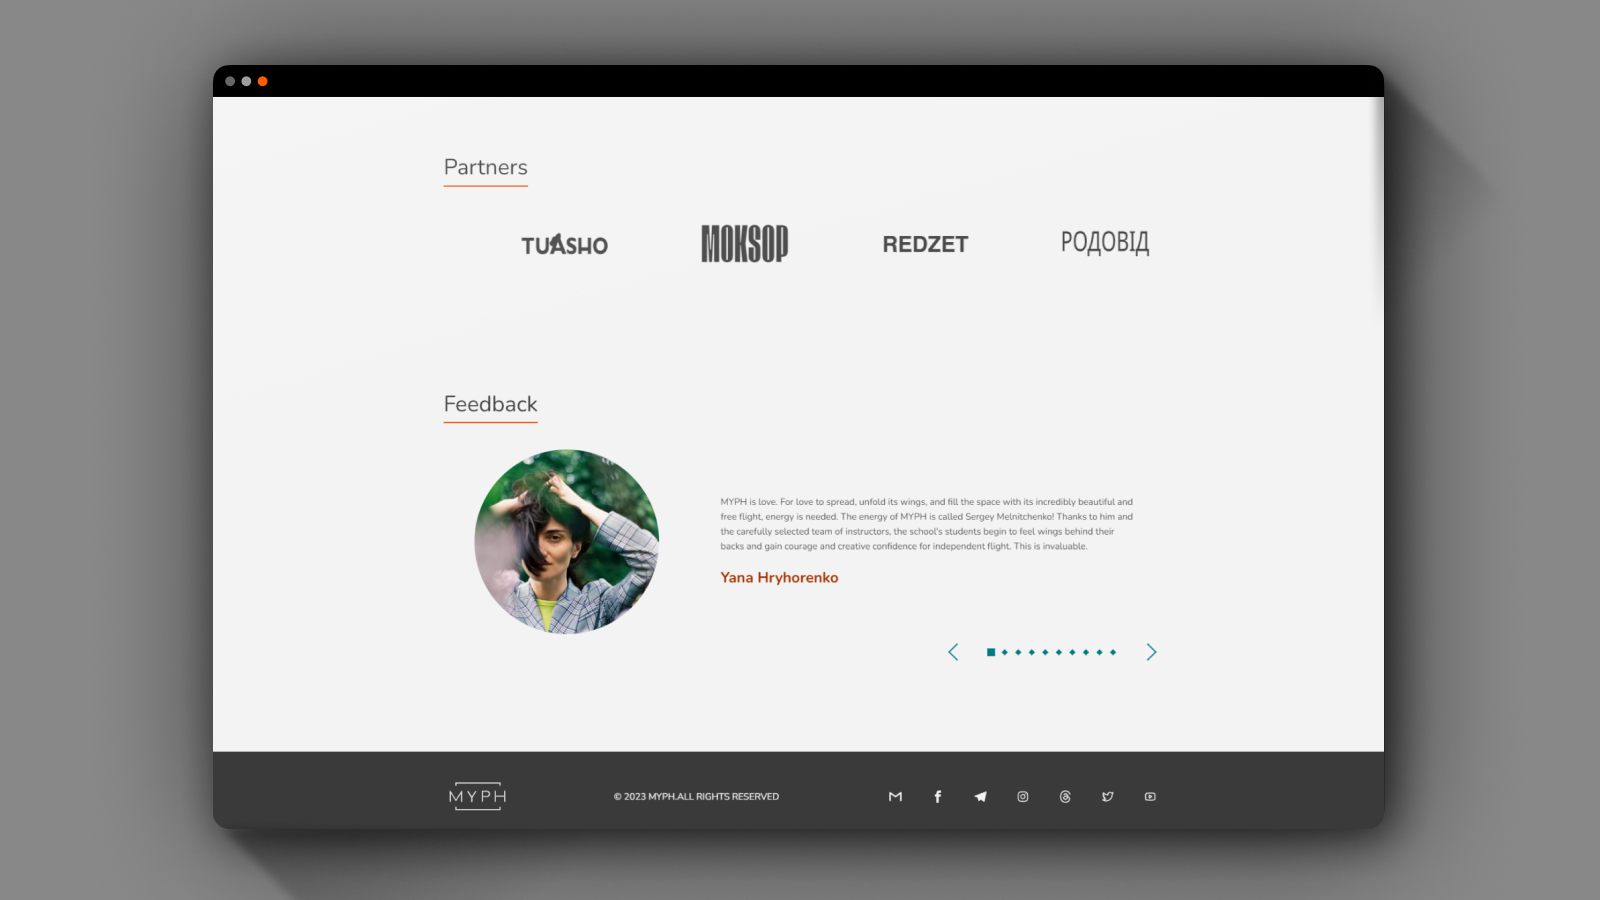 Partners
TUASHO
MOKSOP
REDZET
РОДОВІД
Feedback
MYPH is love. For love to spread, unfold its wings, and fill the space with its incredibly beautiful and
free flight, energy is needed. The energy of MYPH is called Sergey Melnitchenko! Thanks to him and
the carefully selected team of instructors, the school's students begin to feel wings behind their
backs and gain courage and creative confidence for independent flight. This is invaluable.
Yana Hryhorenko
MYPH
© 2023 MYPH.ALL RIGHTS RESERVED